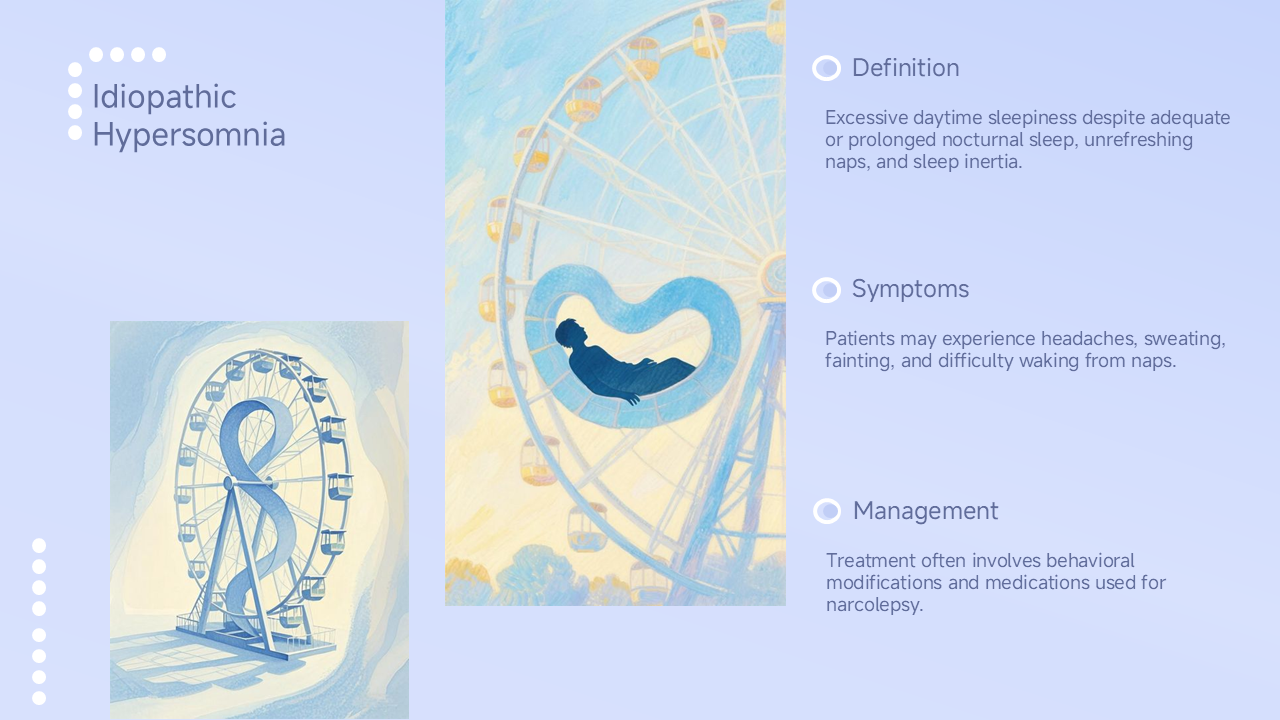 Idiopathic
Hypersomnia
Definition
Excessive daytime sleepiness despite adequate
or prolonged nocturnal sleep, unrefreshing
naps, and sleep inertia.
Symptoms
Patients may experience headaches, sweating,
fainting, and difficulty waking from naps.
Management
Treatment often involves behavioral
modifications and medications used for
narcolepsy.